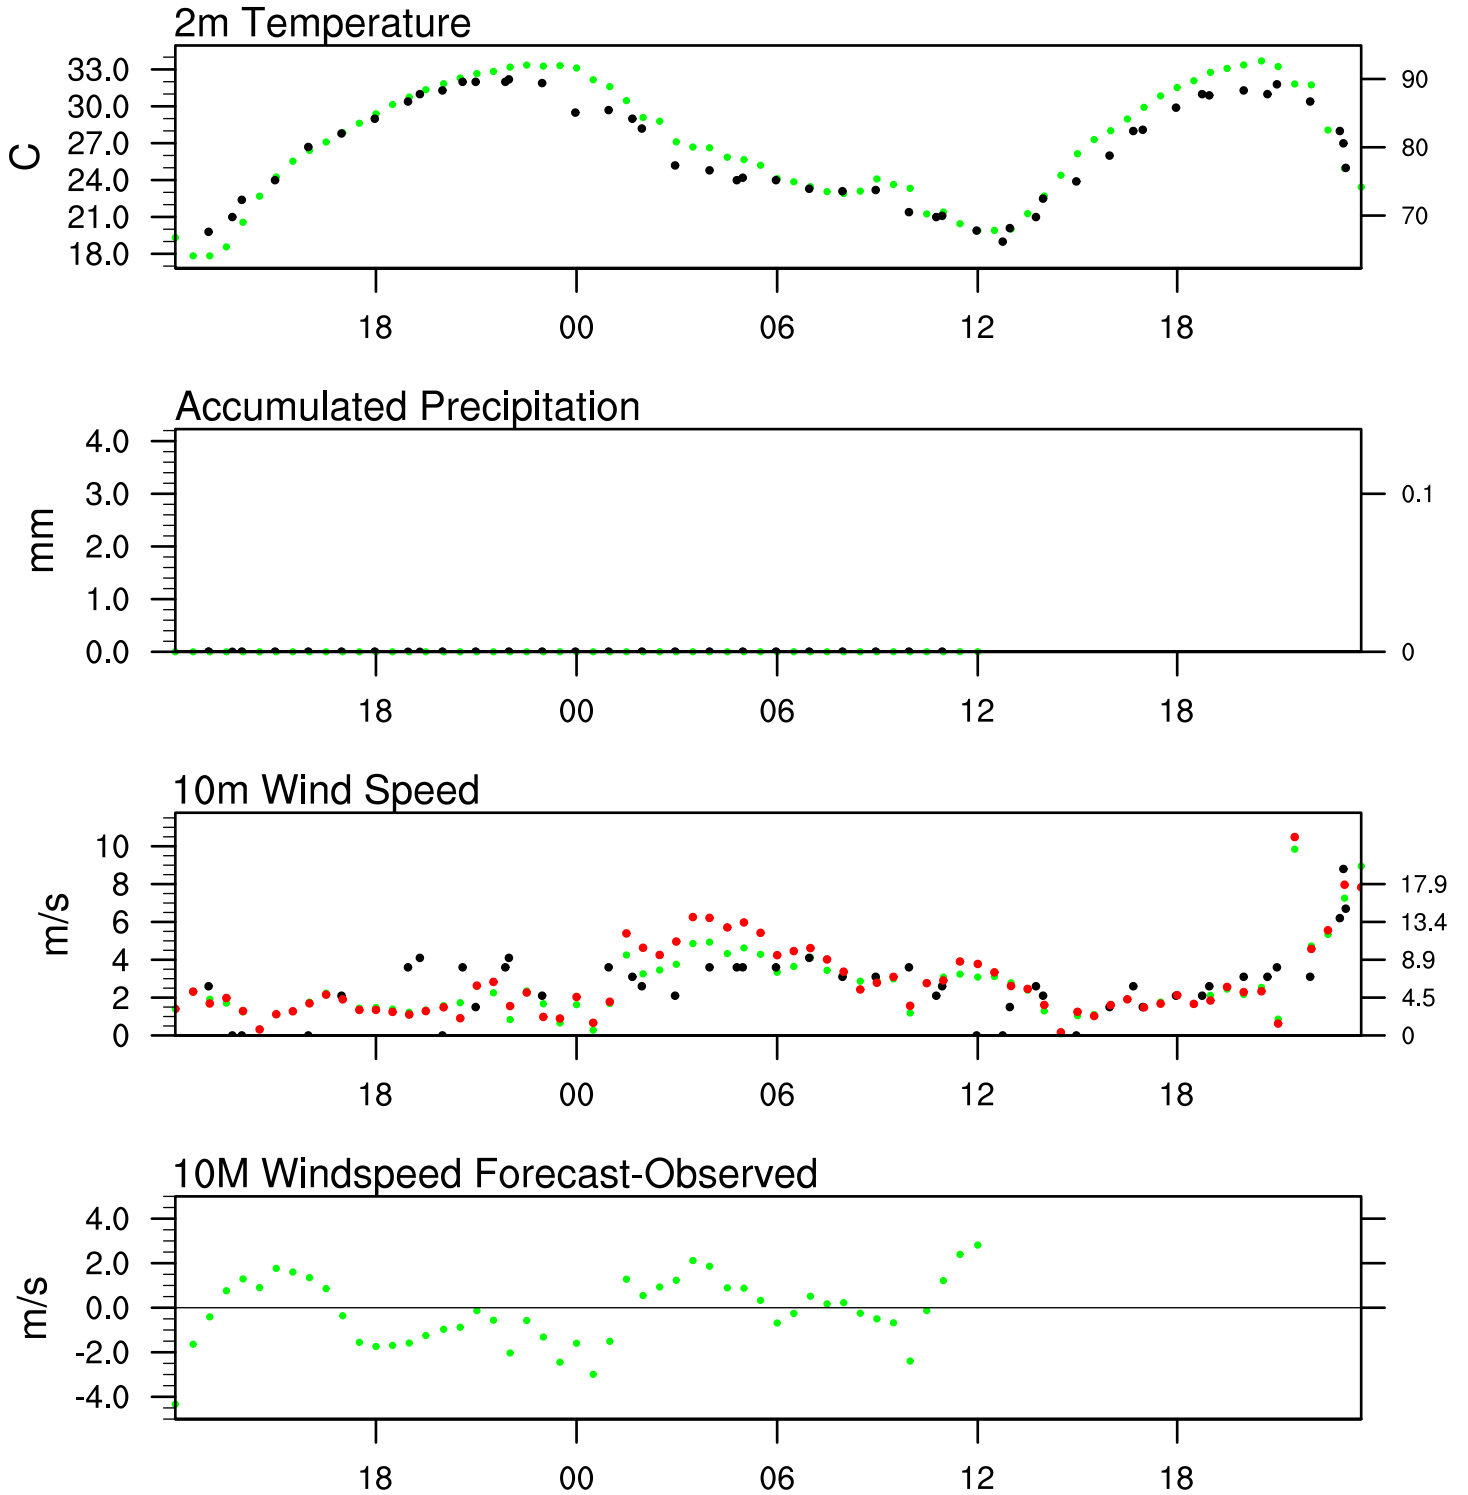 2m Temperature
33.0
30.0
27.0
24.0
21.0
18.0
C
90
80
70
18 00 06 12 18
Accumulated Precipitation
4.0
3.0
2.0
1.0
0.0
mm
0.1
0
18 00 06 12 18
10m Wind Speed
10
8
6
4
2
0
m/s
17.9
13.4
8.9
4.5
0
18 00 06 12 18
10M Windspeed Forecast-Observed
4.0
2.0
0.0
-2.0
-4.0
m/s
18 00 06 12 18